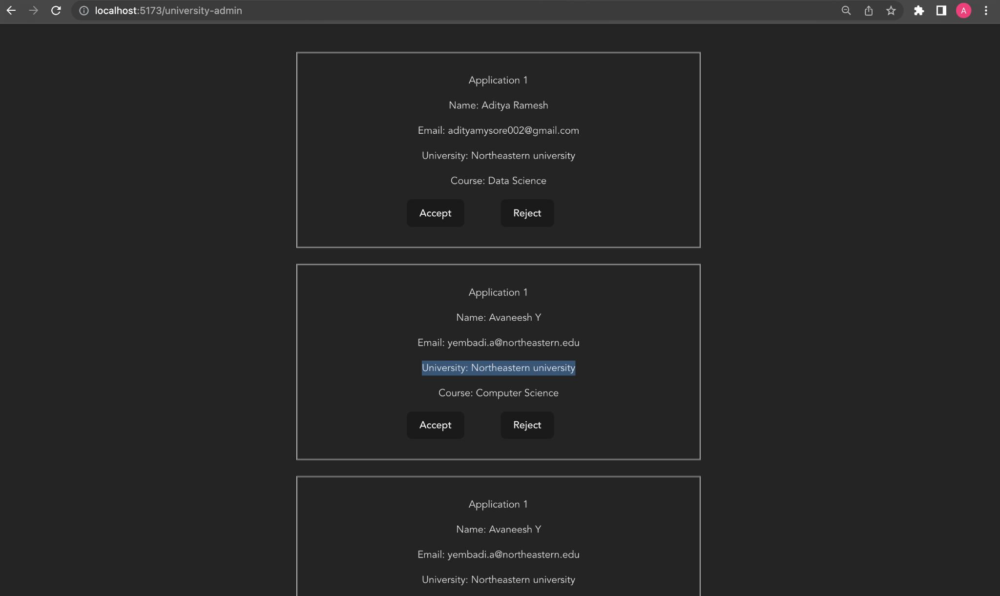 localhost:5173/university-admin
A
Application 1
Name: Aditya Ramesh
Email: adityamysore002@gmail.com
University: Northeastern university
Course: Data Science
Accept Reject
Application 1
Name: Avaneesh Y
Email: yembadi.a@northeastern.edu
University: Northeastern university
Course: Computer Science
Accept Reject
Application 1
Name: Avaneesh Y
Email: yembadi.a@northeastern.edu
University: Northeastern university